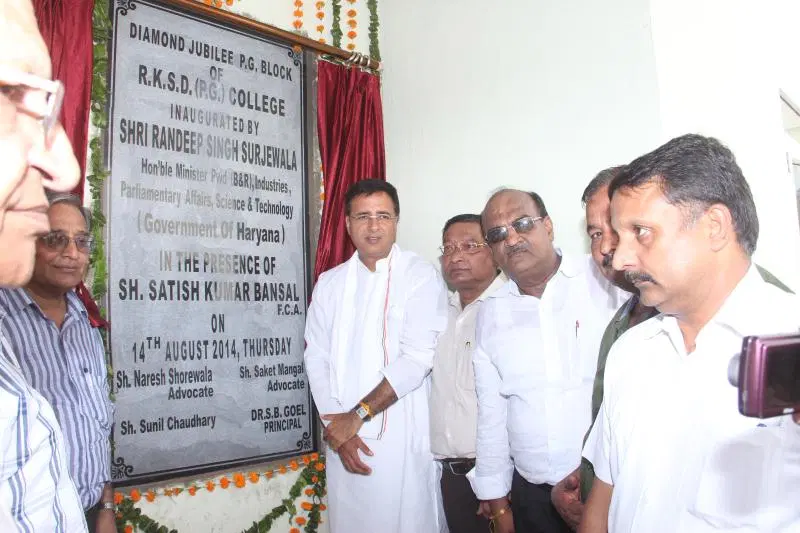 DIAMOND JUBILEE P.G. BLOCK
OF
R.K.S.D. (P.G.) COLLEGE
INAUGURATED BY
SHRI RANDEEP SINGH SURJEWALA
Hon'ble Minister Pwd (B&R), Industries,
Parliamentary Affairs, Science & Technology
(Government Of Haryana)
IN THE PRESENCE OF
SH. SATISH KUMAR BANSAL
F.C.A.
ON
14TH AUGUST 2014, THURSDAY
Sh. Naresh Shorewala Sh. Saket Mangal
Advocate Advocate
Sh. Sunil Chaudhary DR.S.B. GOEL
PRINCIPAL